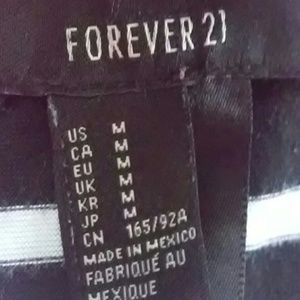 FOREVER 21
US M
CA M
EU M
UK M
KR M
JP M
CN 165/92A
MADE IN MEXICO
FABRIQUÉ AU
MEXIQUE